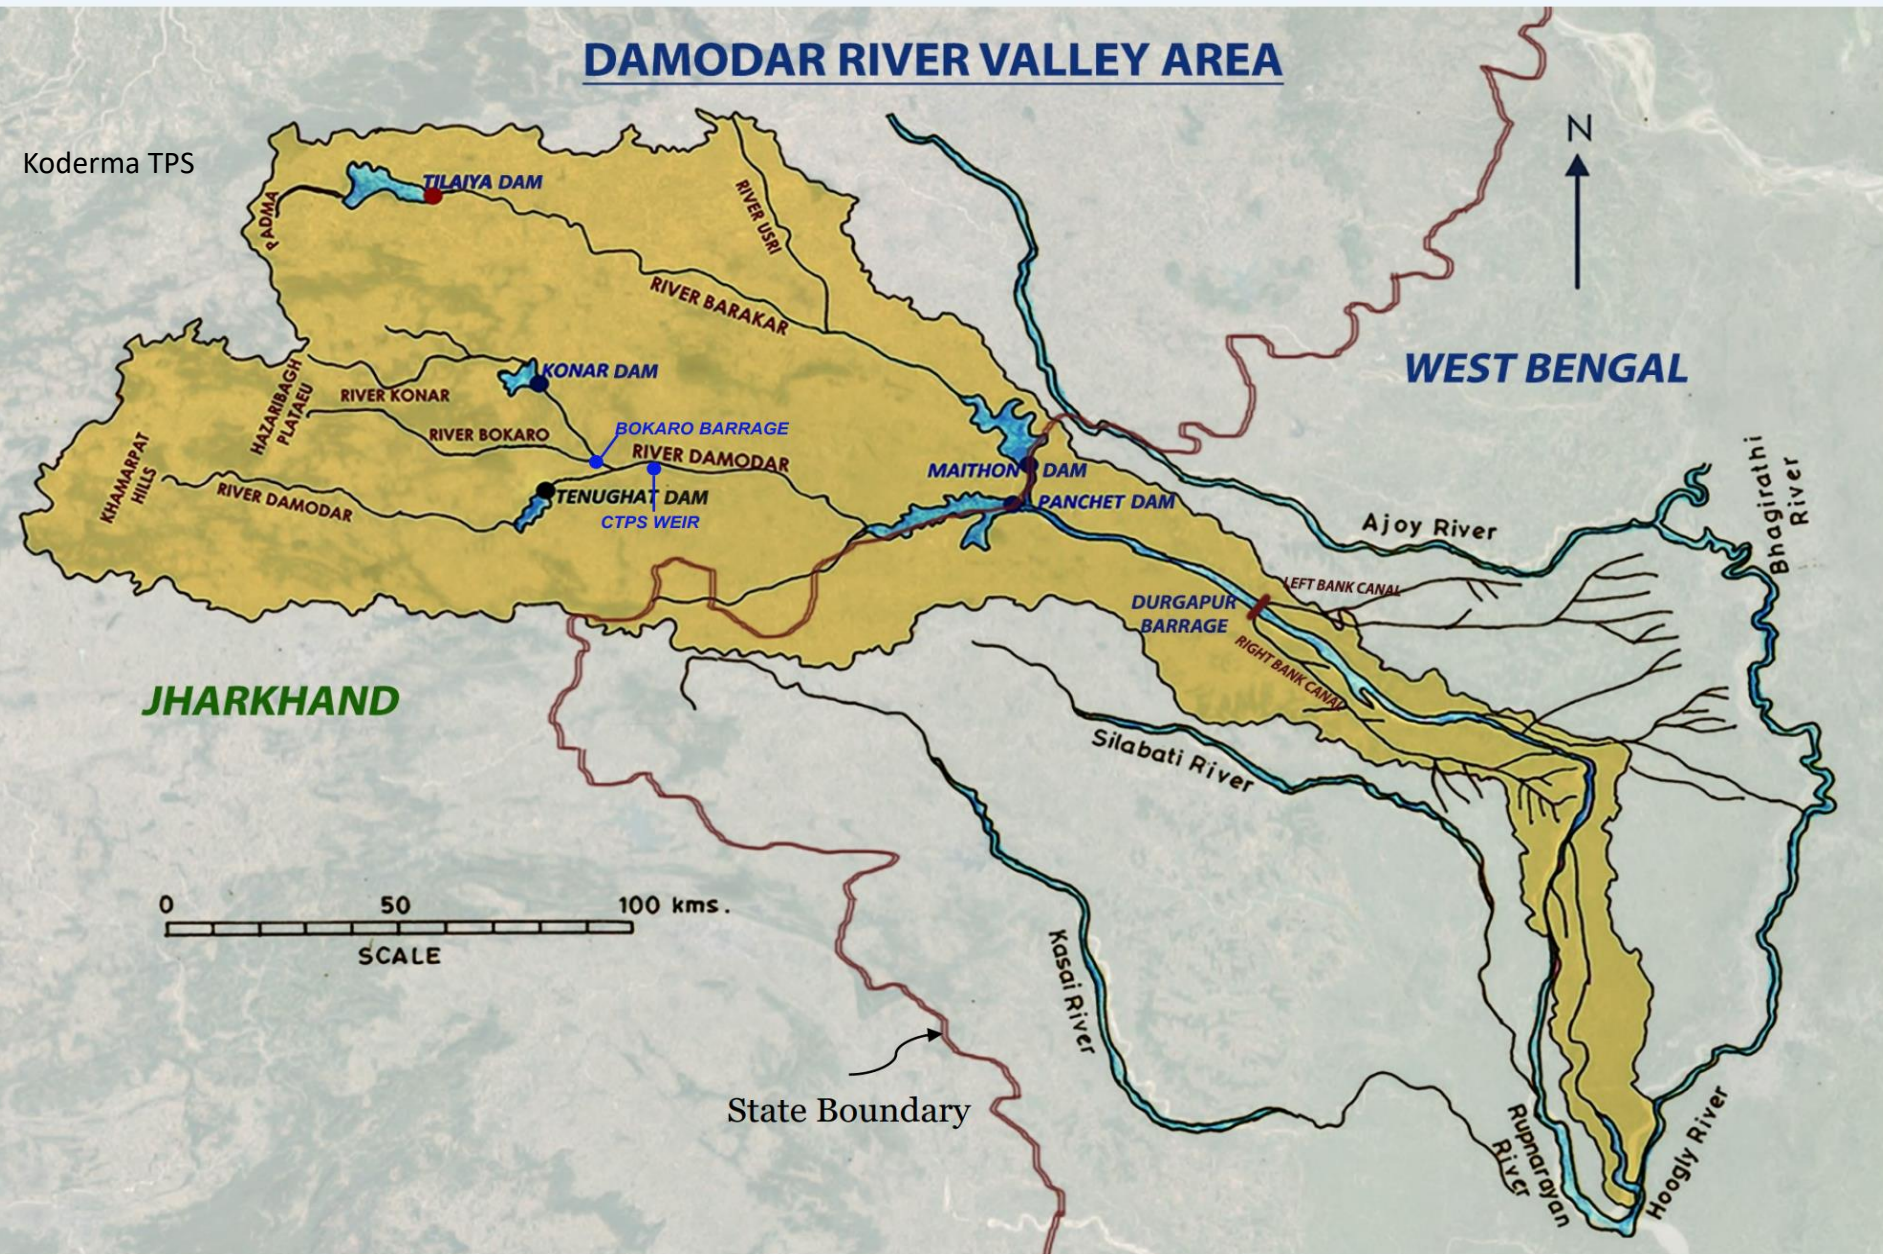 DAMODAR RIVER VALLEY AREA
N
Koderma TPS
TILAIYA DAM
PADMA
RIVER USRI
RIVER BARAKAR
WEST BENGAL
KONAR DAM
HAZARIBAGH
PLATAEU
RIVER KONAR
BOKARO BARRAGE
RIVER BOKARO
RIVER DAMODAR
KHAMARPAT
HILLS
MAITHON DAM
TENUGHAT DAM
PANCHET DAM
RIVER DAMODAR
CTPS WEIR
Ajoy River
Bhagirathi
River
LEFT BANK CANAL
DURGAPUR
BARRAGE
RIGHT BANK CANAL
JHARKHAND
Silabati River
0 50 100 kms.
SCALE
Kasai River
State Boundary
Rupnarayan
River
Hoogly River